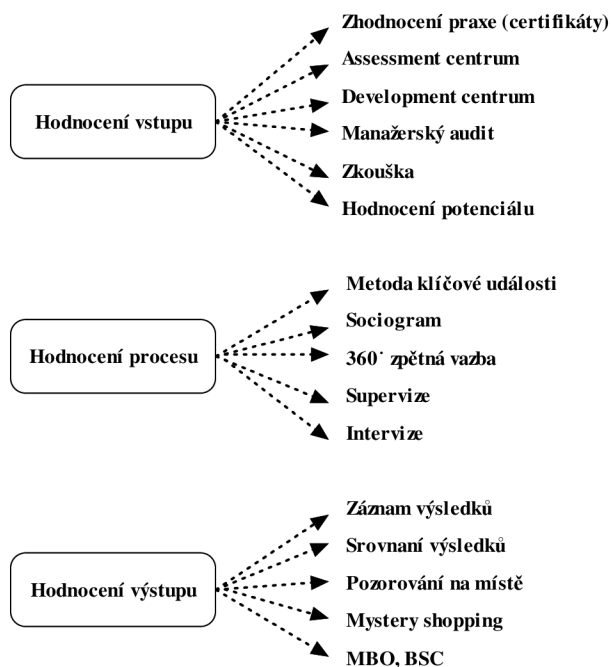 Zhodnocení praxe (certifikáty)
Assessment centrum
Development centrum
Hodnocení vstupu
Manažerský audit
Zkouška
Hodnocení potenciálu
Metoda klíčové události
Sociogram
Hodnocení procesu
360˙ zpětná vazba
Supervize
Intervize
Záznam výsledků
Srovnaní výsledků
Hodnocení výstupu
Pozorování na místě
Mystery shopping
MBO, BSC